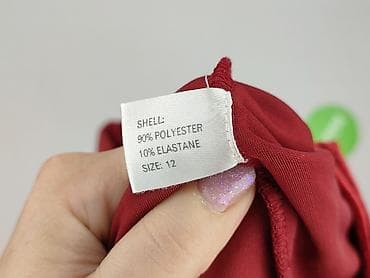 SHELL:
90% POLYESTER
10% ELASTANE
SIZE: 12